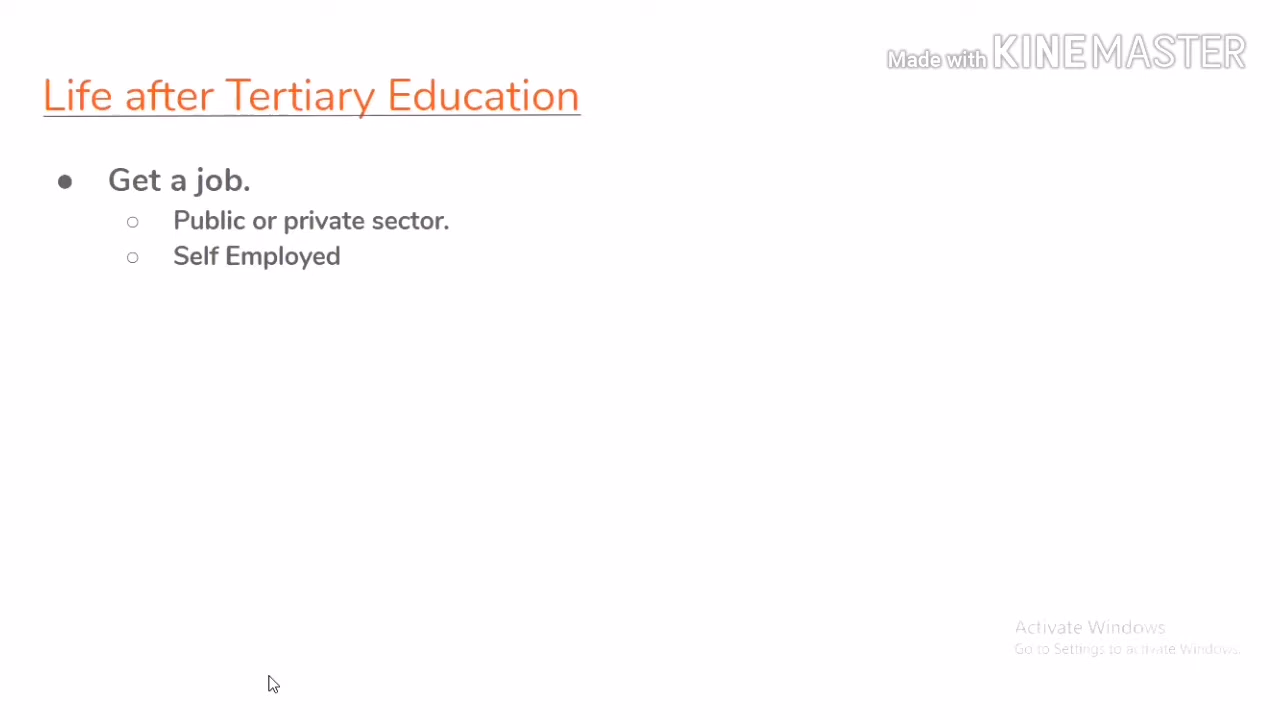 Made with KINEMASTER
Life after Tertiary Education
● Get a job.
○ Public or private sector.
○ Self Employed
Activate Windows
Go to Settings to activate Windows.